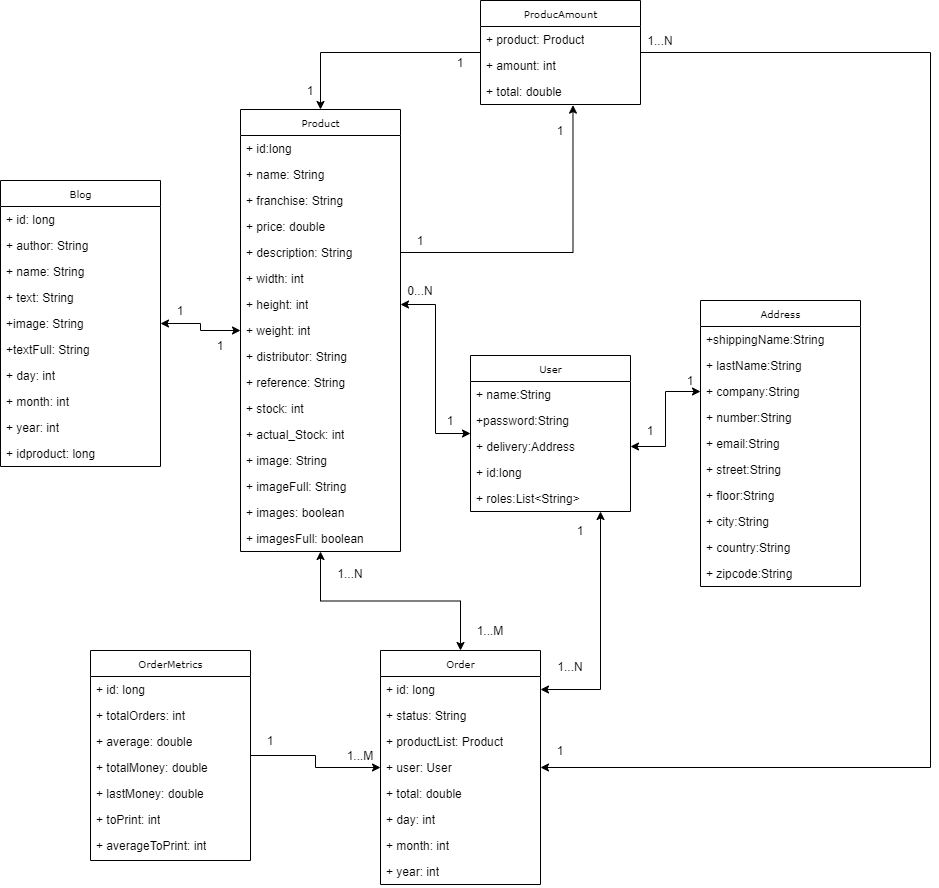 ProducAmount
+ product: Product
+ amount: int
+ total: double
1...N
1
1
1
1
Product
+ id:long
+ name: String
+ franchise: String
+ price: double
+ description: String
+ width: int
+ height: int
+ weight: int
+ distributor: String
+ reference: String
+ stock: int
+ actual_Stock: int
+ image: String
+ imageFull: String
+ images: boolean
+ imagesFull: boolean
Blog
+ id: long
+ author: String
+ name: String
+ text: String
+image: String
+textFull: String
+ day: int
+ month: int
+ year: int
+ idproduct: long
1
1
0...N
1
User
+ name:String
+password:String
+ delivery:Address
+ id:long
+ roles:List<String>
1
1
Address
+shippingName:String
+ lastName:String
+ company:String
+ number:String
+ email:String
+ street:String
+ floor:String
+ city:String
+ country:String
+ zipcode:String
1
1...N
1...N
1...M
OrderMetrics
+ id: long
+ totalOrders: int
+ average: double
+ totalMoney: double
+ lastMoney: double
+ toPrint: int
+ averageToPrint: int
1
1...M
Order
+ id: long
+ status: String
+ productList: Product
+ user: User
+ total: double
+ day: int
+ month: int
+ year: int
1